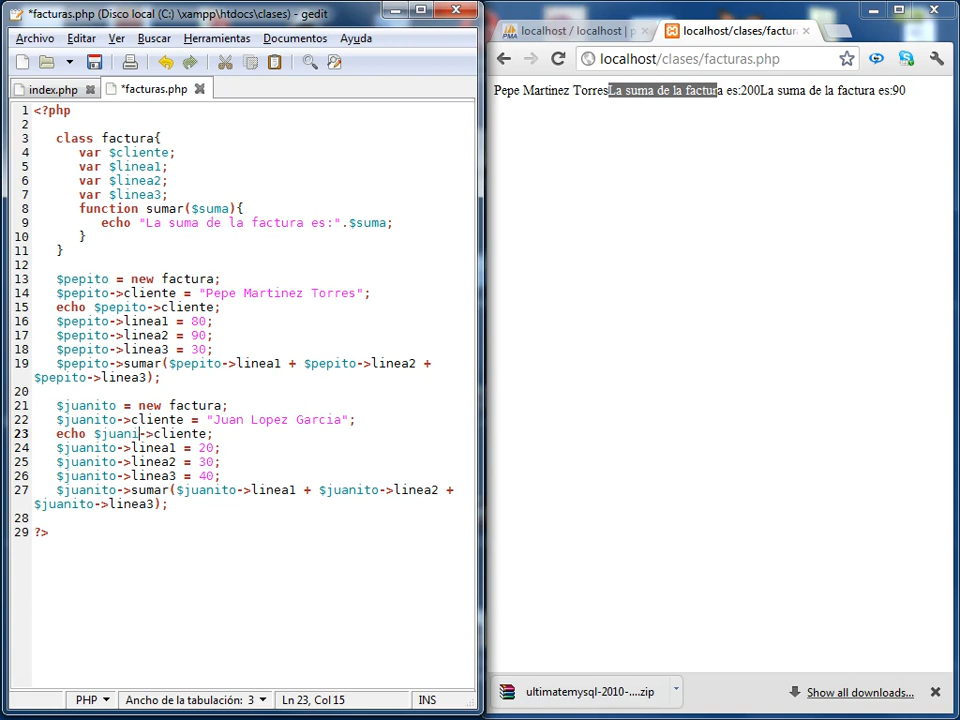 *facturas.php (Disco local (C:) \xampp\htdocs\clases) - gedit
Archivo Editar Ver Buscar Herramientas Documentos Ayuda
index.php *facturas.php
1 <?php
2
3 class factura{
4 var $cliente;
5 var $linea1;
6 var $linea2;
7 var $linea3;
8 function sumar($suma){
9 echo "La suma de la factura es:".$suma;
10 }
11 }
12
13 $pepito = new factura;
14 $pepito->cliente = "Pepe Martinez Torres";
15 echo $pepito->cliente;
16 $pepito->linea1 = 80;
17 $pepito->linea2 = 90;
18 $pepito->linea3 = 30;
19 $pepito->sumar($pepito->linea1 + $pepito->linea2 +
$pepito->linea3);
20
21 $juanito = new factura;
22 $juanito->cliente = "Juan Lopez Garcia";
23 echo $juani->cliente;
24 $juanito->linea1 = 20;
25 $juanito->linea2 = 30;
26 $juanito->linea3 = 40;
27 $juanito->sumar($juanito->linea1 + $juanito->linea2 +
$juanito->linea3);
28
29 ?>
PHP Ancho de la tabulación: 3 Ln 23, Col 15 INS
PMA localhost / localhost | p localhost/clases/factur
localhost/clases/facturas.php
Pepe Martinez TorresLa suma de la factura es:200La suma de la factura es:90
ultimatemysql-2010-....zip Show all downloads...